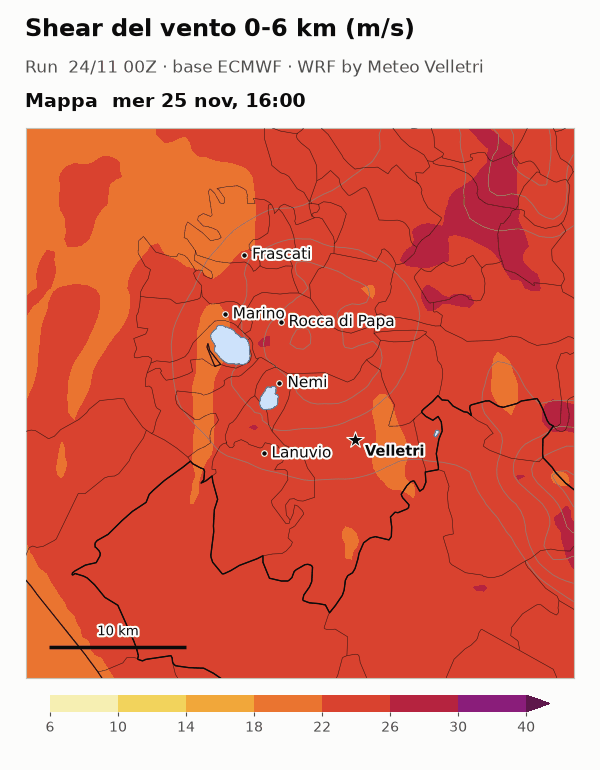 Shear del vento 0-6 km (m/s)
Run  24/11 00Z · base ECMWF · WRF by Meteo Velletri
Mappa  mer 25 nov, 16:00
Frascati
Marino
Rocca di Papa
Nemi
Velletri
Lanuvio
10 km
6 10 14 18 22 26 30 40